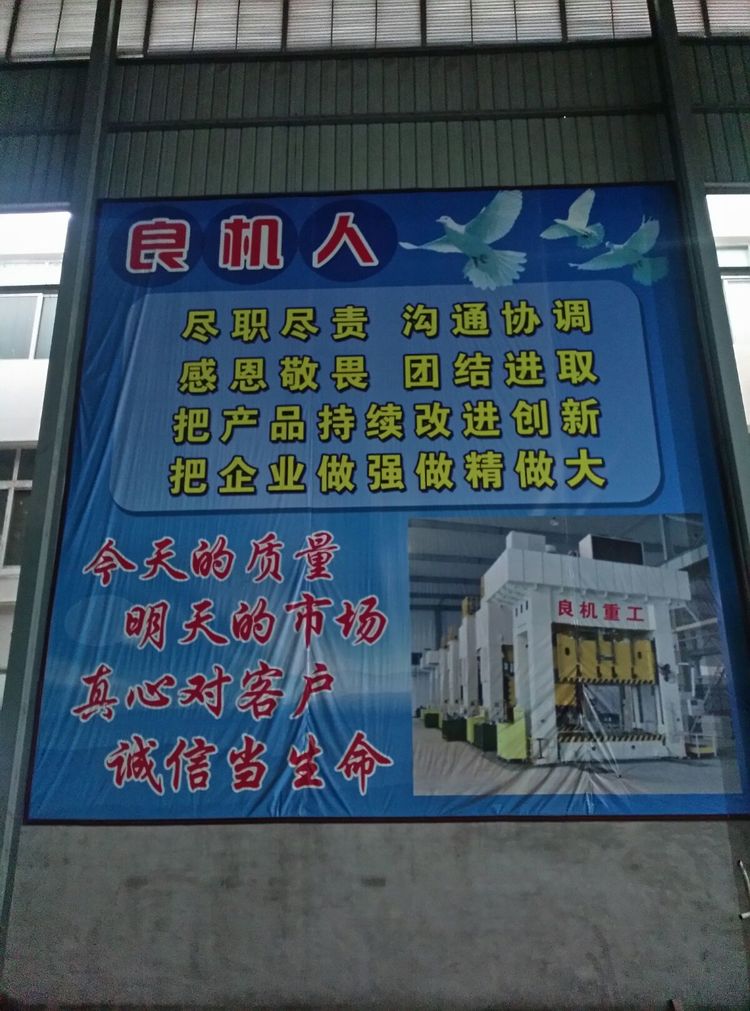 良机人
尽职尽责 沟通协调
感恩敬畏 团结进取
把产品持续改进创新
把企业做强做精做大
今天的质量
明天的市场
真心对客户
诚信当生命
良机重工